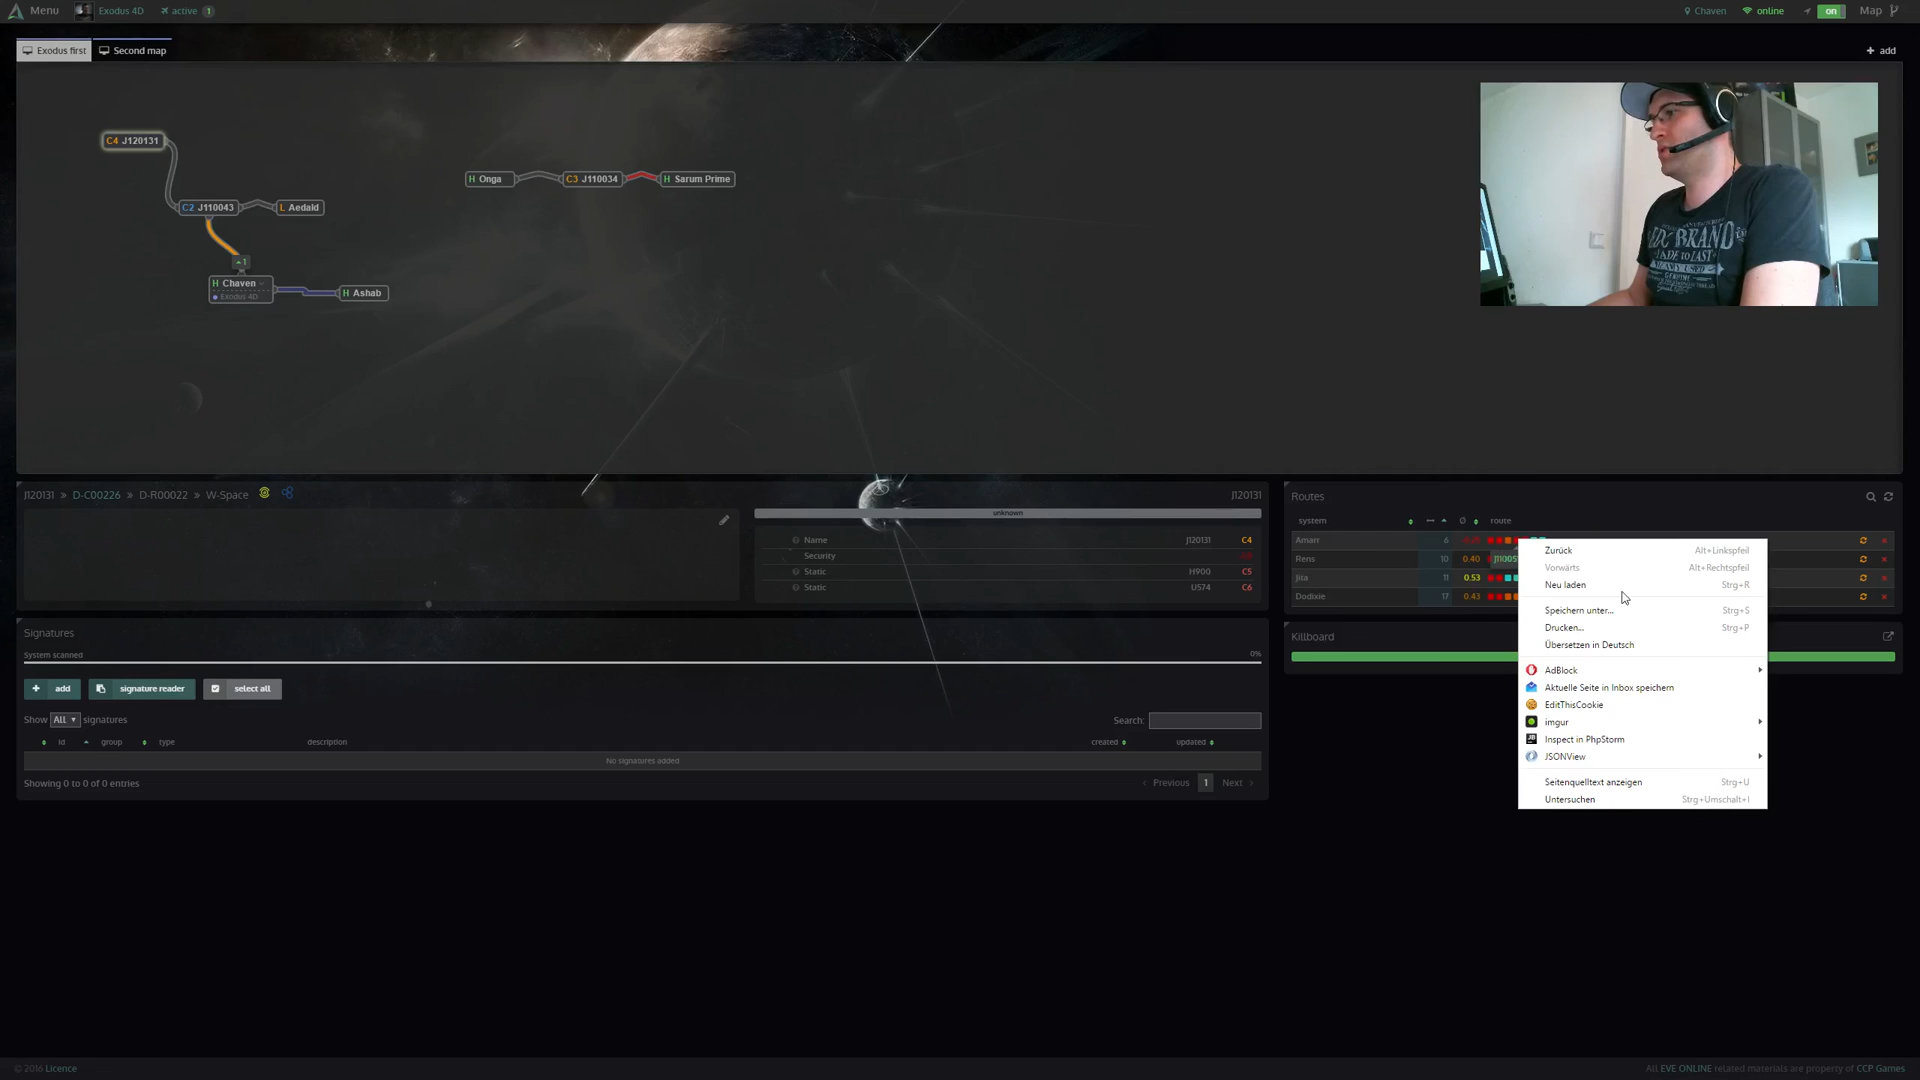 Menu Exodus 4D active 1 Chaven online on Map
Exodus first Second map + add
C4 J120131
H Onga C3 J110034 H Sarum Prime
C2 J110043 L Aedald
1
H Chaven H Ashab
Exodus 4D
BRAND
MADE TO LAST
J120131 » D-C00226 » D-R00022 » W-Space J120131
unknown
Name J120131 C4
Security
Static H900 C5
Static U574 C6
Routes
system route
Amarr 6
Rens 10 0.40
Jita 11 0.53
Dodixie 17 0.43
Killboard
Zurück Alt+Linkspfeil
Vorwärts Alt+Rechtspfeil
Neu laden Strg+R
Speichern unter... Strg+S
Drucken... Strg+P
Übersetzen in Deutsch
AdBlock
Aktuelle Seite in Inbox speichern
EditThisCookie
imgur
Inspect in PhpStorm
JSONView
Seitenquelltext anzeigen Strg+U
Untersuchen Strg+Umschalt+I
Signatures
System scanned 0%
+ add signature reader select all
Show All signatures Search:
id group type description created updated
No signatures added
Showing 0 to 0 of 0 entries Previous 1 Next
© 2016 Licence All EVE ONLINE related materials are property of CCP Games